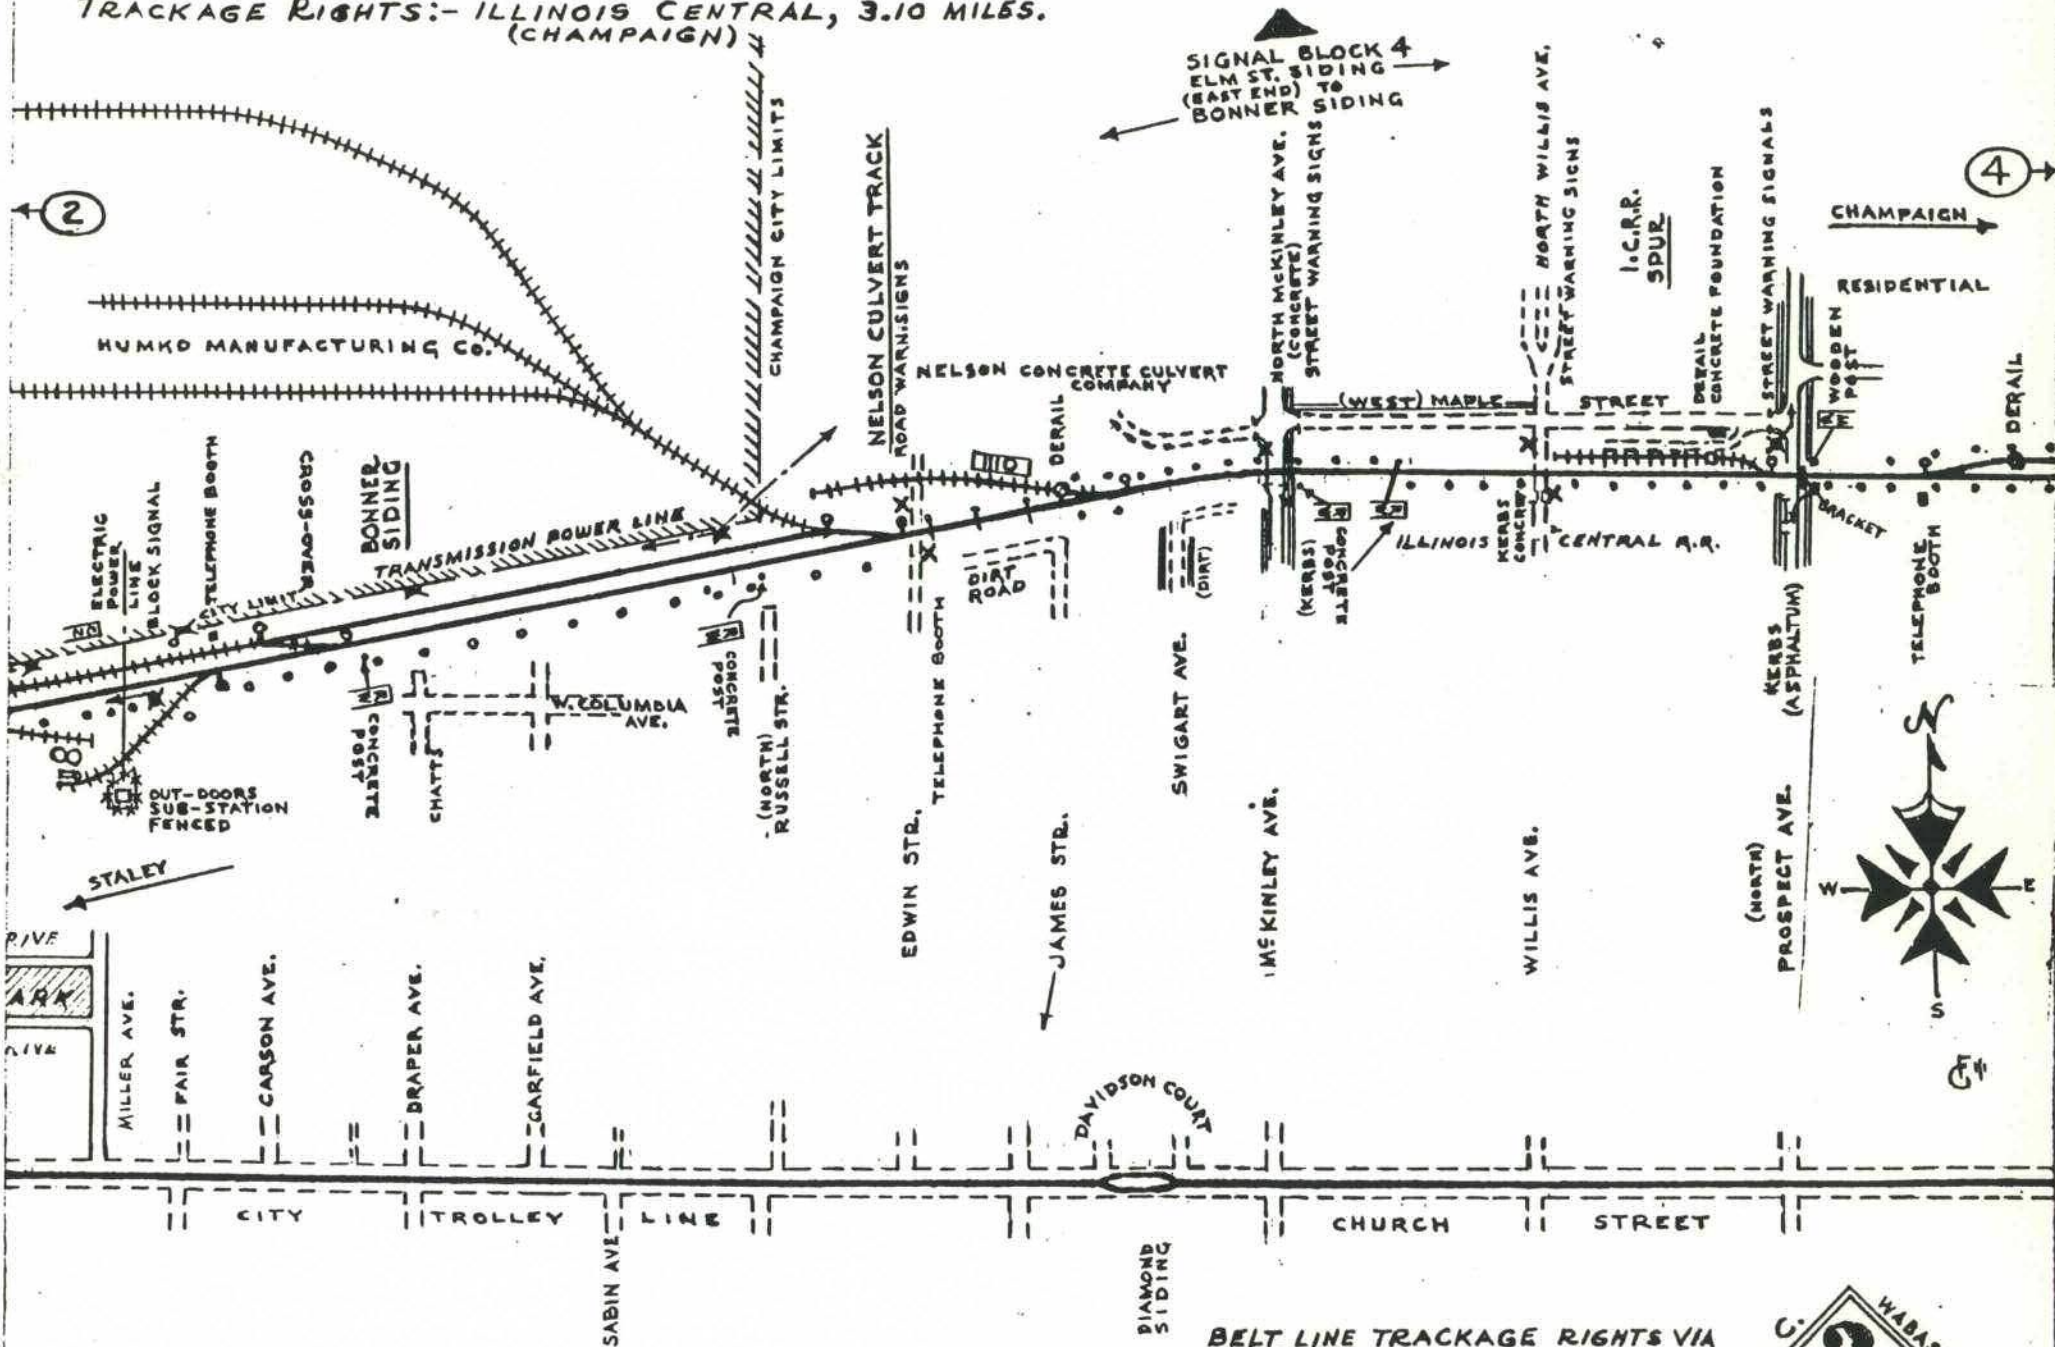 TRACKAGE RIGHTS:- ILLINOIS CENTRAL, 3.10 MILES.
(CHAMPAIGN)
SIGNAL BLOCK 4
ELM ST. SIDING
(EAST END) TO
BONNER SIDING
2
4
CHAMPAIGN CITY LIMITS
NELSON CULVERT TRACK
ROAD WARN. SIGNS
NORTH MCKINLEY AVE.
(CONCRETE)
STREET WARNING SIGNS
NORTH WILLIS AVE.
STREET WARNING SIGNS
I.C.R.R.
SPUR
DERAIL
CONCRETE FOUNDATION
STREET WARNING SIGNALS
CHAMPAIGN
RESIDENTIAL
WOODEN
POST
DERAIL
HUMKO MANUFACTURING CO.
NELSON CONCRETE CULVERT
COMPANY
DERAIL
(WEST) MAPLE
STREET
ELECTRIC
POWER
LINE
BLOCK SIGNAL
TELEPHONE BOOTH
CROSS-OVER
BONNER
SIDING
TRANSMISSION POWER LINE
CITY LIMIT
NO
DIRT
ROAD
(DIRT)
(KERBS)
CONCRETE
POST
ILLINOIS
KERBS
CONCRETE
CENTRAL R.R.
BRACKET
TELEPHONE
BOOTH
KERBS
(ASPHALTUM)
CONCRETE
POST
CHATTS
W. COLUMBIA
AVE.
CONCRETE
POST
(NORTH)
RUSSELL STR.
TELEPHONE BOOTH
SWIGART AVE.
OUT-DOORS
SUB-STATION
FENCED
STALEY
EDWIN STR.
JAMES STR.
McKINLEY AVE.
WILLIS AVE.
(NORTH)
PROSPECT AVE.
N
W
E
S
RIVE
ARK
RIVE
MILLER AVE.
FAIR STR.
CARSON AVE.
DRAPER AVE.
GARFIELD AVE.
DAVIDSON COURT
CITY
TROLLEY
LINE
CHURCH
STREET
SABIN AVE
DIAMOND
SIDING
BELT LINE TRACKAGE RIGHTS VIA
C.
WABAS